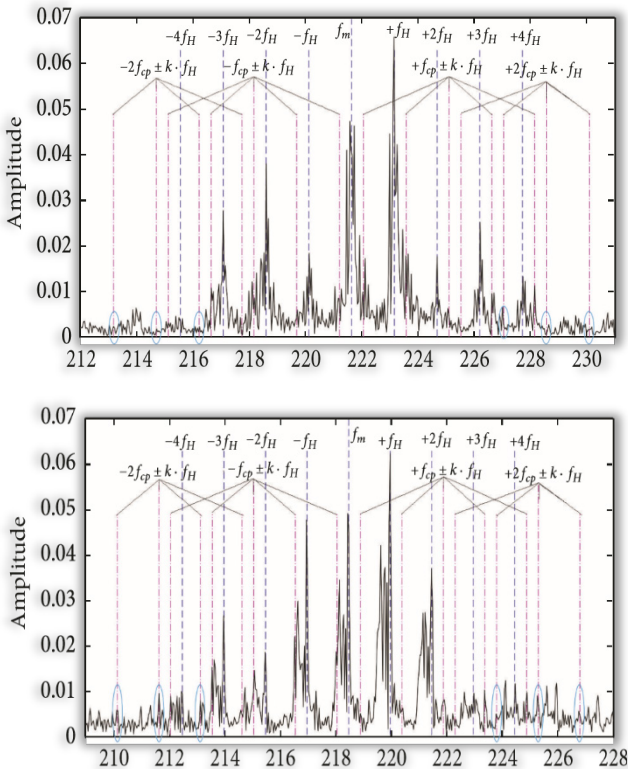 0.07
−4f_H −3f_H −2f_H −f_H f_m +f_H +2f_H +3f_H +4f_H
0.06
−2f_cp ± k · f_H −f_cp ± k · f_H +f_cp ± k · f_H +2f_cp ± k · f_H
0.05
0.04
0.03
0.02
0.01
0
Amplitude
212 214 216 218 220 222 224 226 228 230
0.07
−4f_H −3f_H −2f_H −f_H f_m +f_H +2f_H +3f_H +4f_H
0.06
−2f_cp ± k · f_H −f_cp ± k · f_H +f_cp ± k · f_H +2f_cp ± k · f_H
0.05
0.04
0.03
0.02
0.01
0
Amplitude
210 212 214 216 218 220 222 224 226 228